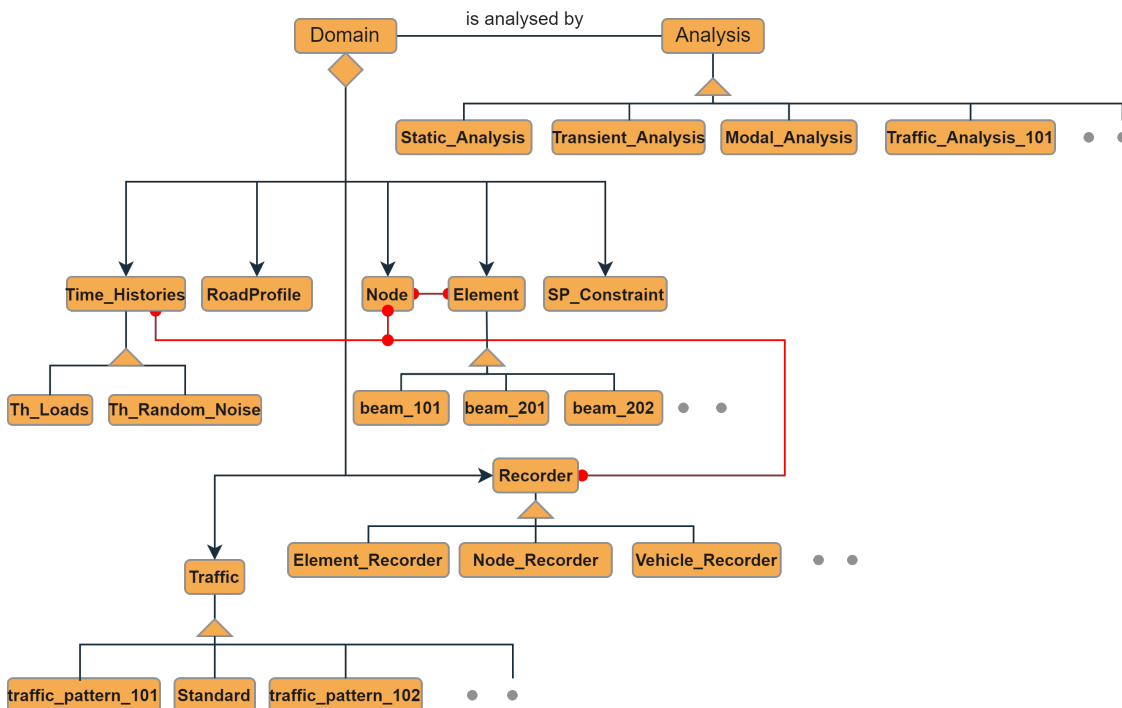 is analysed by
Domain
Analysis
Static_Analysis
Transient_Analysis
Modal_Analysis
Traffic_Analysis_101
Time_Histories
RoadProfile
Node
Element
SP_Constraint
Th_Loads
Th_Random_Noise
beam_101
beam_201
beam_202
Recorder
Element_Recorder
Node_Recorder
Vehicle_Recorder
Traffic
traffic_pattern_101
Standard
traffic_pattern_102